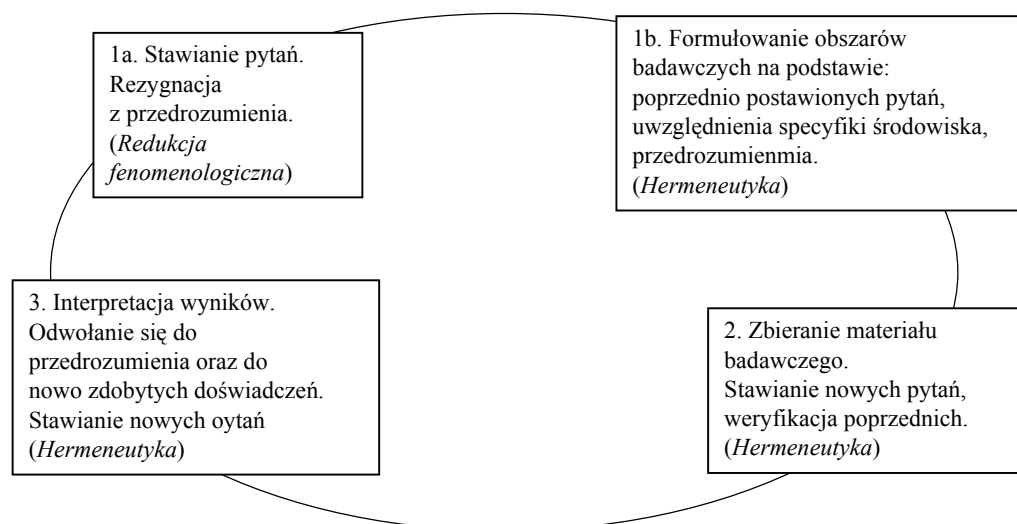 1a. Stawianie pytań.
Rezygnacja
z przedrozumienia.
(Redukcja
fenomenologiczna)
1b. Formułowanie obszarów
badawczych na podstawie:
poprzednio postawionych pytań,
uwzględnienia specyfiki środowiska,
przedrozumienmia.
(Hermeneutyka)
3. Interpretacja wyników.
Odwołanie się do
przedrozumienia oraz do
nowo zdobytych doświadczeń.
Stawianie nowych oytań
(Hermeneutyka)
2. Zbieranie materiału
badawczego.
Stawianie nowych pytań,
weryfikacja poprzednich.
(Hermeneutyka)